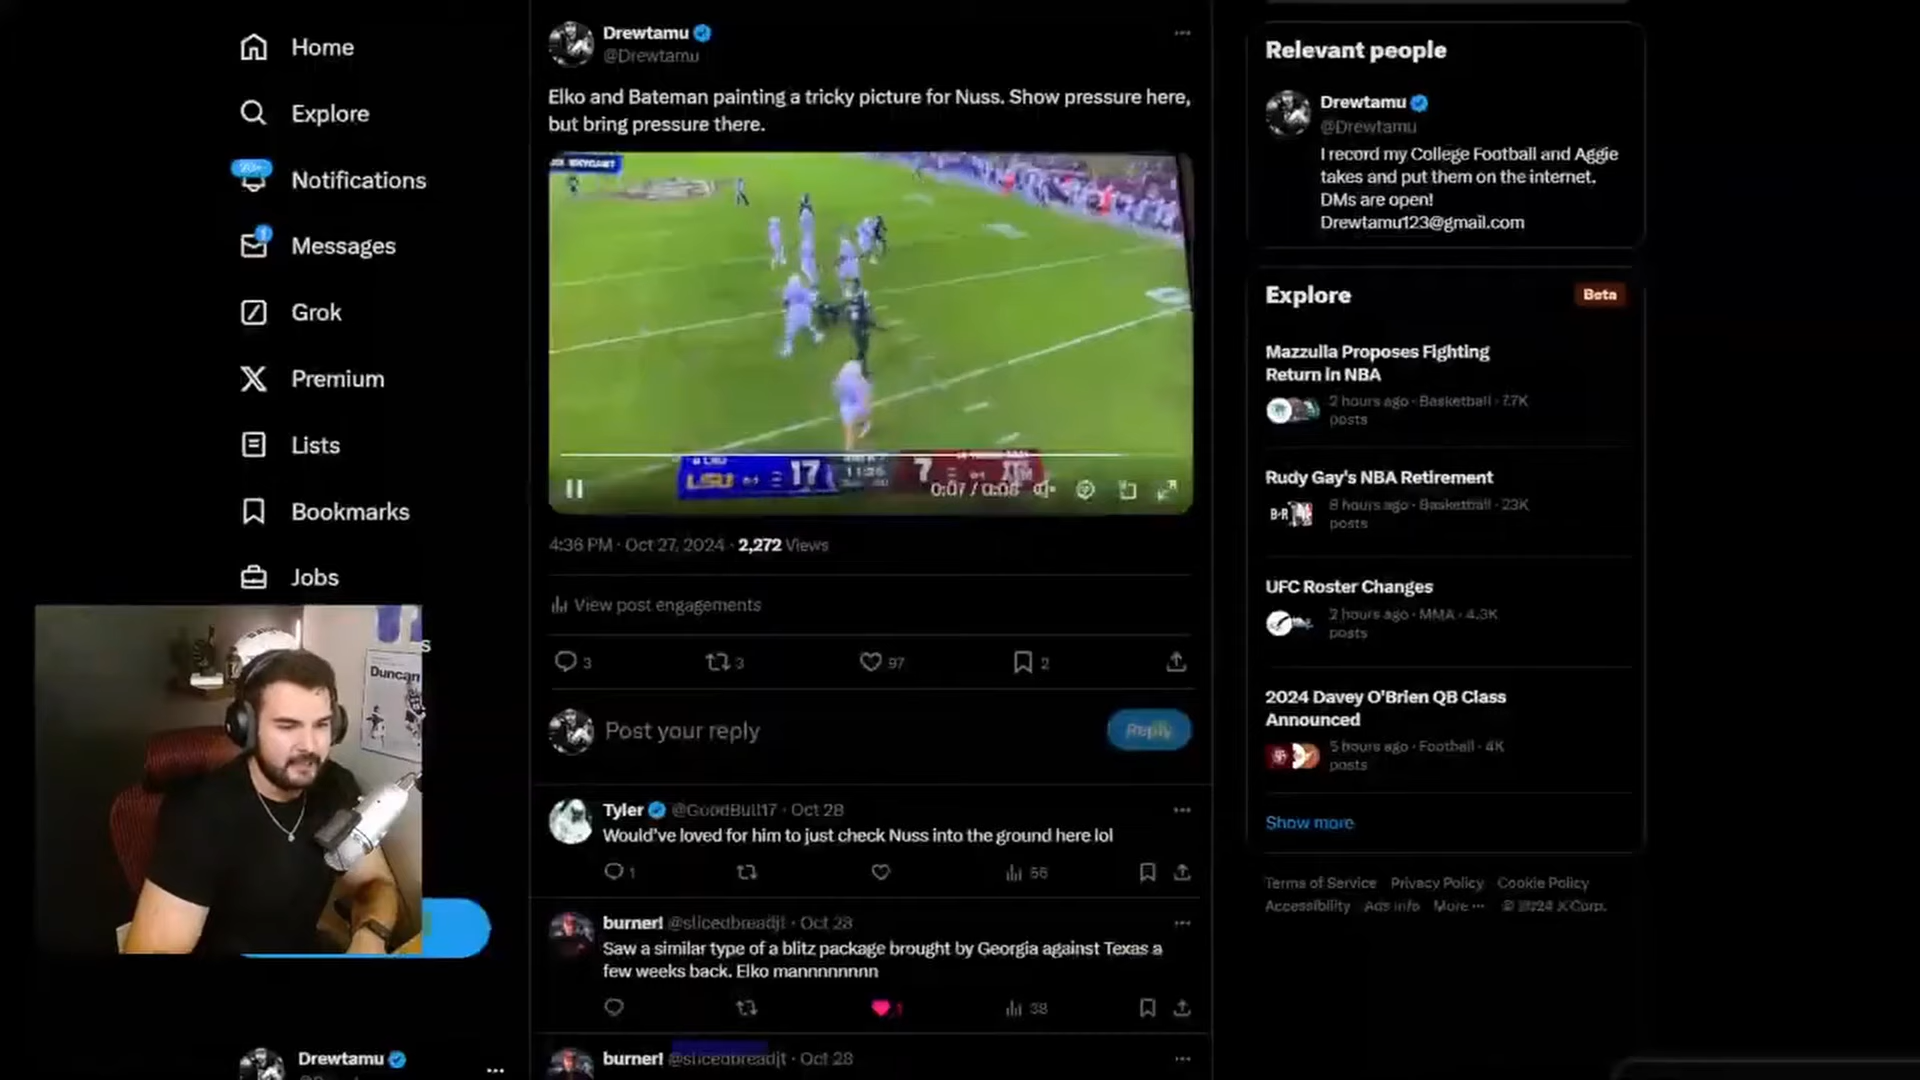 Home
Explore
20+
Notifications
1
Messages
Grok
Premium
Lists
Bookmarks
Jobs
s
Duncan
Drewtamu
Drewtamu
@Drewtamu
Elko and Bateman painting a tricky picture for Nuss. Show pressure here,
but bring pressure there.
LSU 17 11:26 7 ATM
0:07 / 0:08
4:36 PM · Oct 27, 2024 · 2,272 Views
View post engagements
3 3 97 2
Post your reply
Reply
Tyler @GoodBull17 · Oct 28
Would've loved for him to just check Nuss into the ground here lol
1 56
burner! @slicedbreadjt · Oct 28
Saw a similar type of a blitz package brought by Georgia against Texas a
few weeks back. Elko mannnnnnnn
1 38
burner! @slicedbreadjt · Oct 28
Relevant people
Drewtamu
@Drewtamu
I record my College Football and Aggie
takes and put them on the internet.
DMs are open!
Drewtamu123@gmail.com
Explore
Beta
Mazzulla Proposes Fighting
Return in NBA
2 hours ago · Basketball · 7.7K
posts
Rudy Gay's NBA Retirement
B/R
8 hours ago · Basketball · 23K
posts
UFC Roster Changes
2 hours ago · MMA · 4.3K
posts
2024 Davey O'Brien QB Class
Announced
5 hours ago · Football · 4K
posts
Show more
Terms of Service Privacy Policy Cookie Policy
Accessibility Ads info More ··· © 2024 X Corp.